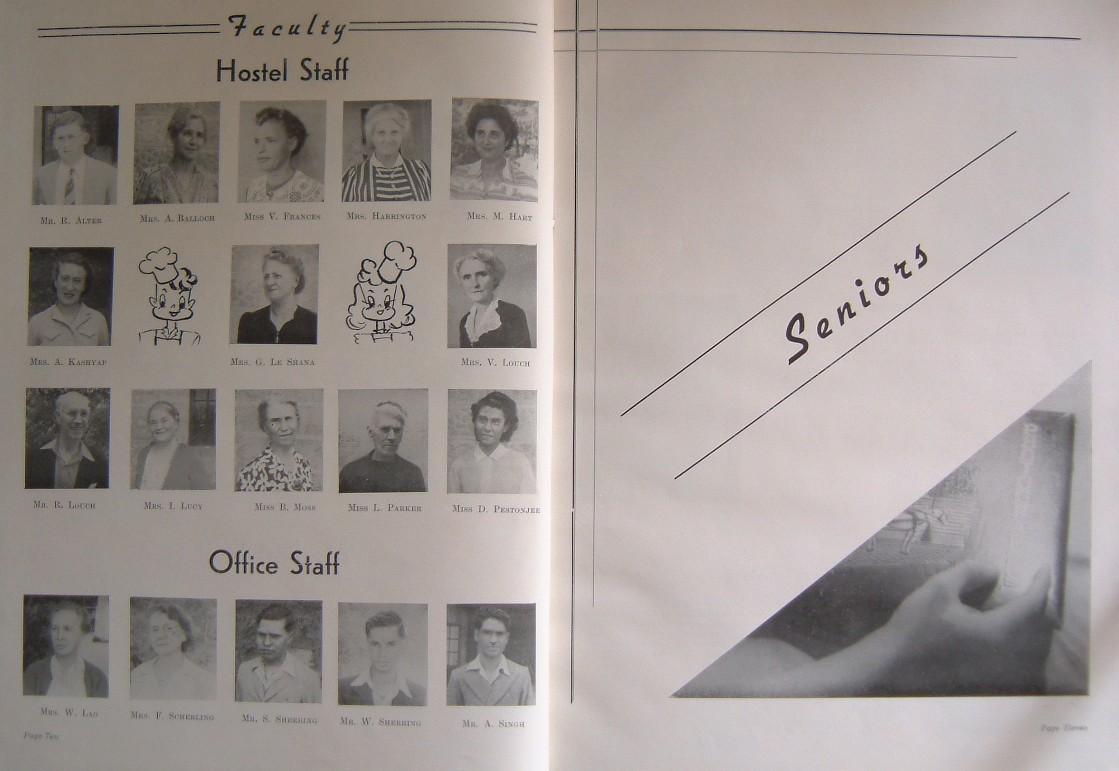 Faculty
Hostel Staff
Mr. R. Alter
Mrs. A. Balloch
Miss V. Frances
Mrs. Harrington
Mrs. M. Hart
Mrs. A. Kashyap
Mrs. G. Le Shana
Mrs. V. Louch
Mr. R. Louch
Mrs. I. Lucy
Miss B. Moss
Miss L. Parker
Miss D. Pestonjee
Office Staff
Mrs. W. Lao
Mrs. F. Scherling
Mr. S. Sherring
Mr. W. Sherring
Mr. A. Singh
Page Ten
Seniors
Page Eleven